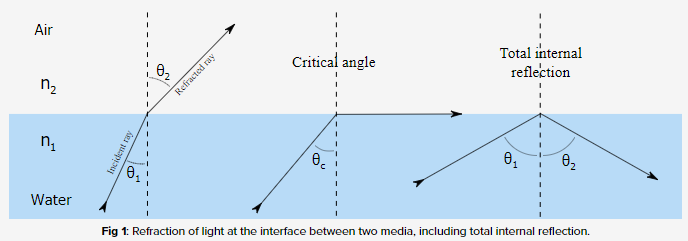 Air
n₂
n₁
Water
θ₂
Refracted ray
Incident ray
θ₁
Critical angle
θc
Total internal
reflection
θ₁
θ₂
Fig 1: Refraction of light at the interface between two media, including total internal reflection.